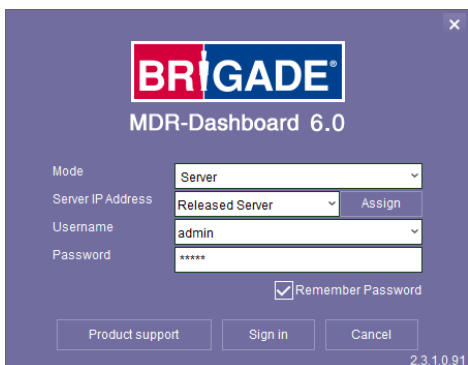 BRIGADE®
MDR-Dashboard 6.0
Mode Server
Server IP Address Released Server Assign
Username admin
Password *****
Remember Password
Product support Sign in Cancel
2.3.1.0.91